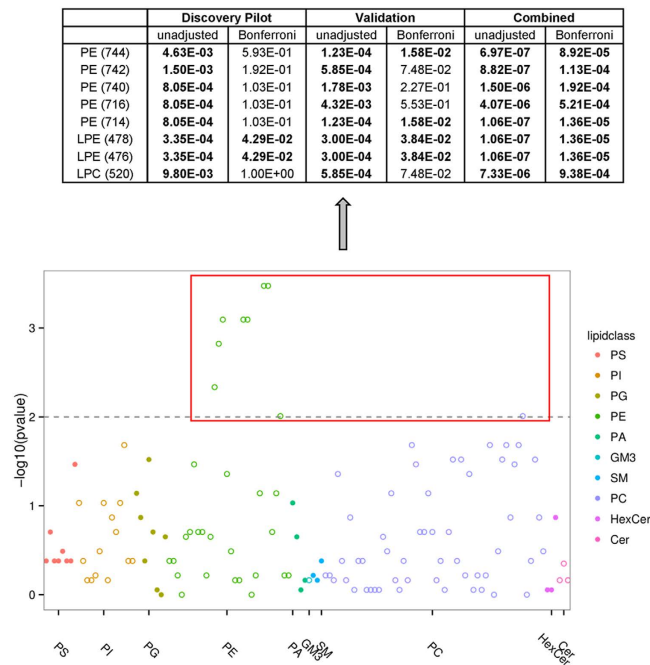 Discovery Pilot Validation Combined
unadjusted Bonferroni unadjusted Bonferroni unadjusted Bonferroni
PE (744) 4.63E-03 5.93E-01 1.23E-04 1.58E-02 6.97E-07 8.92E-05
PE (742) 1.50E-03 1.92E-01 5.85E-04 7.48E-02 8.82E-07 1.13E-04
PE (740) 8.05E-04 1.03E-01 1.78E-03 2.27E-01 1.50E-06 1.92E-04
PE (716) 8.05E-04 1.03E-01 4.32E-03 5.53E-01 4.07E-06 5.21E-04
PE (714) 8.05E-04 1.03E-01 1.23E-04 1.58E-02 1.06E-07 1.36E-05
LPE (478) 3.35E-04 4.29E-02 3.00E-04 3.84E-02 1.06E-07 1.36E-05
LPE (476) 3.35E-04 4.29E-02 3.00E-04 3.84E-02 1.06E-07 1.36E-05
LPC (520) 9.80E-03 1.00E+00 5.85E-04 7.48E-02 7.33E-06 9.38E-04
−log10(pvalue)
3
2
1
0
PS PI PG PE PA GM3 SM PC HexCer Cer
lipidclass
PS
PI
PG
PE
PA
GM3
SM
PC
HexCer
Cer